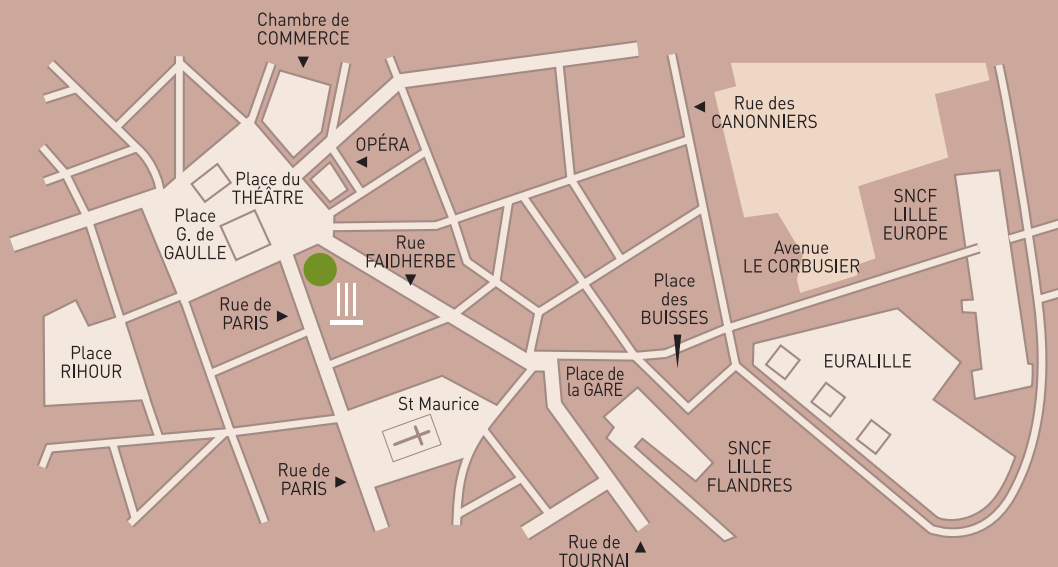 Chambre de
COMMERCE
Rue des
CANONNIERS
OPÉRA
Place du
THÉÂTRE
SNCF
LILLE
EUROPE
Place
G. de
GAULLE
Rue
FAIDHERBE
Avenue
LE CORBUSIER
Place
des
BUISSES
Rue de
PARIS
Place
RIHOUR
EURALILLE
Place de
la GARE
St Maurice
SNCF
LILLE
FLANDRES
Rue de
PARIS
Rue de
TOURNAI